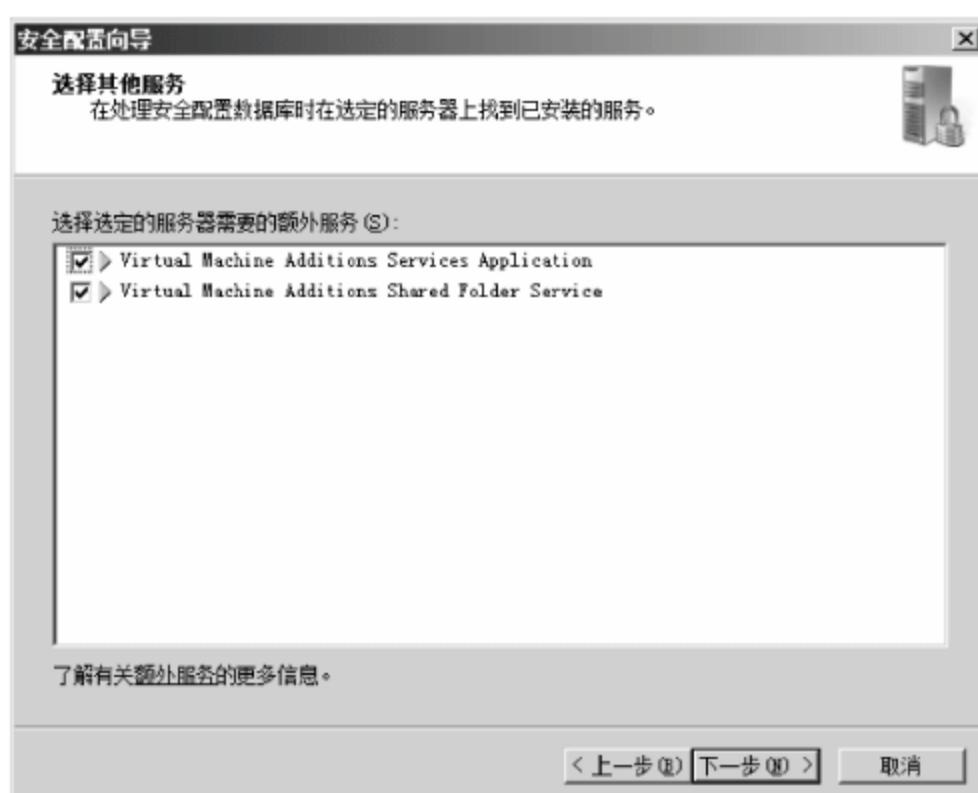 安全配置向导
选择其他服务
在处理安全配置数据库时在选定的服务器上找到已安装的服务。
选择选定的服务器需要的额外服务(S):
Virtual Machine Additions Services Application
Virtual Machine Additions Shared Folder Service
了解有关额外服务的更多信息。
< 上一步(B) 下一步(N) > 取消